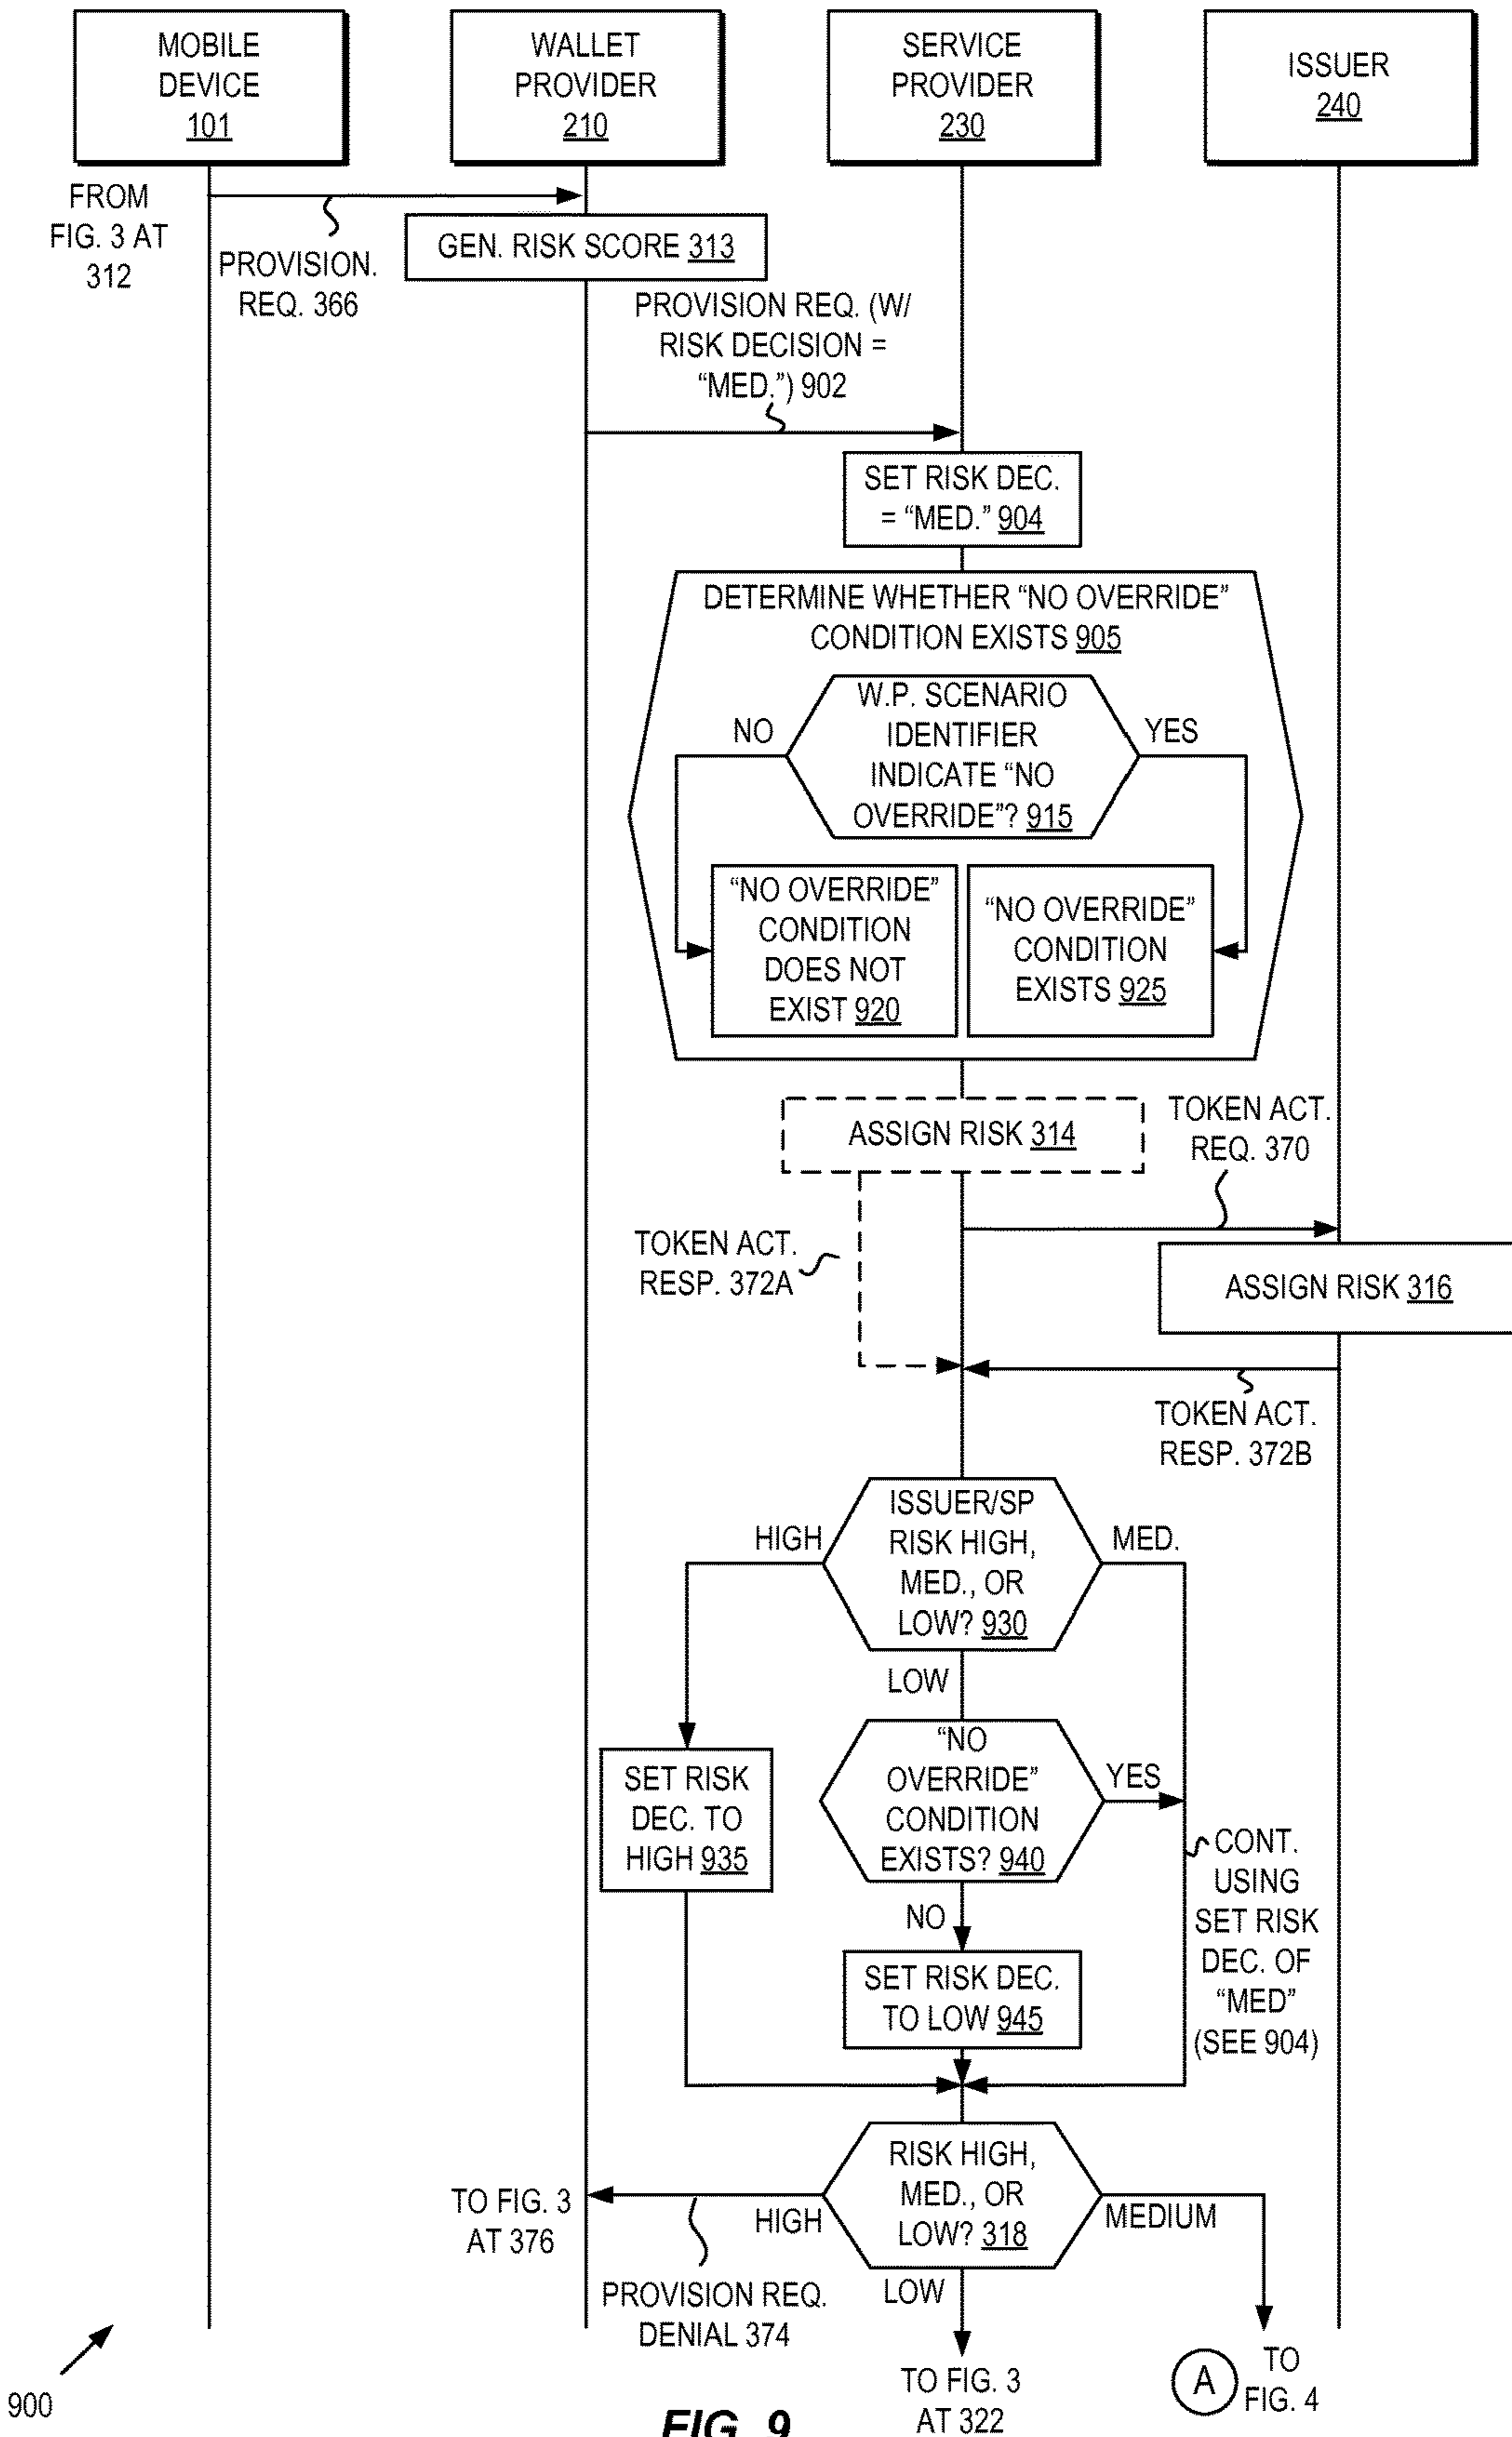 MOBILE
DEVICE
101
WALLET
PROVIDER
210
SERVICE
PROVIDER
230
ISSUER
240
FROM
FIG. 3 AT
312
PROVISION.
REQ. 366
GEN. RISK SCORE 313
PROVISION REQ. (W/
RISK DECISION =
“MED.”) 902
SET RISK DEC.
= “MED.” 904
DETERMINE WHETHER “NO OVERRIDE”
CONDITION EXISTS 905
W.P. SCENARIO
IDENTIFIER
INDICATE “NO
OVERRIDE”? 915
NO
YES
“NO OVERRIDE”
CONDITION
DOES NOT
EXIST 920
“NO OVERRIDE”
CONDITION
EXISTS 925
ASSIGN RISK 314
TOKEN ACT.
REQ. 370
TOKEN ACT.
RESP. 372A
ASSIGN RISK 316
TOKEN ACT.
RESP. 372B
ISSUER/SP
RISK HIGH,
MED., OR
LOW? 930
HIGH
MED.
LOW
“NO
OVERRIDE”
CONDITION
EXISTS? 940
YES
SET RISK
DEC. TO
HIGH 935
CONT.
USING
SET RISK
DEC. OF
“MED”
(SEE 904)
NO
SET RISK DEC.
TO LOW 945
RISK HIGH,
MED., OR
LOW? 318
TO FIG. 3
AT 376
HIGH
MEDIUM
PROVISION REQ.
DENIAL 374
LOW
TO FIG. 3
AT 322
A
TO
FIG. 4
900
FIG. 9